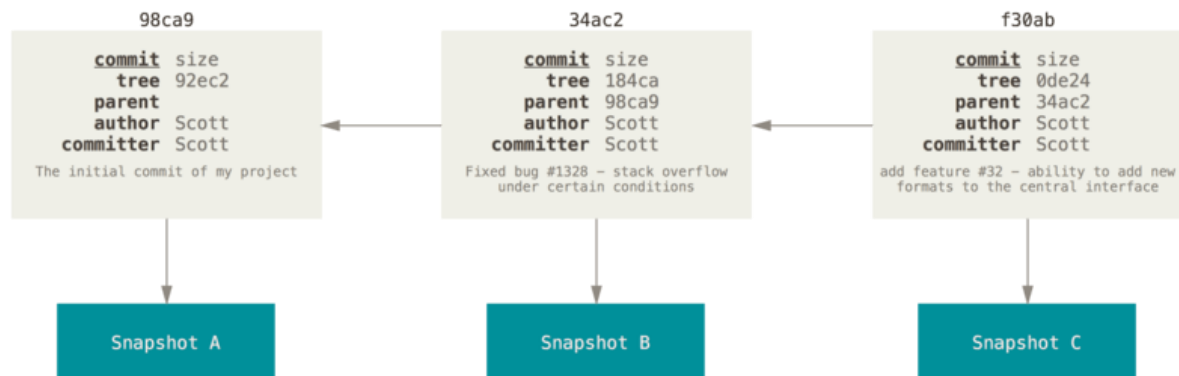 98ca9
commit size
tree 92ec2
parent
author Scott
committer Scott
The initial commit of my project
Snapshot A
34ac2
commit size
tree 184ca
parent 98ca9
author Scott
committer Scott
Fixed bug #1328 – stack overflow
under certain conditions
Snapshot B
f30ab
commit size
tree 0de24
parent 34ac2
author Scott
committer Scott
add feature #32 – ability to add new
formats to the central interface
Snapshot C